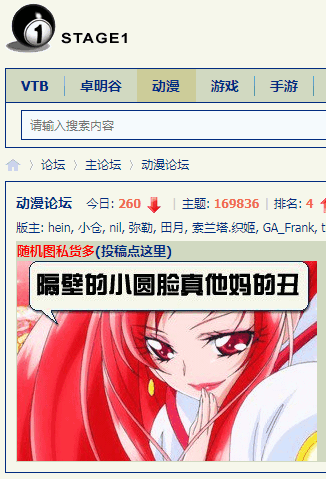 1
STAGE1
VTB 卓明谷 动漫 游戏 手游
请输入搜索内容
论坛 主论坛 动漫论坛
动漫论坛 今日: 260 | 主题: 169836 | 排名: 4
版主: hein, 小仓, nil, 弥勒, 田月, 素兰塔.织姬, GA_Frank, t
随机图私货多(投稿点这里)
隔壁的小圆脸真他妈的丑